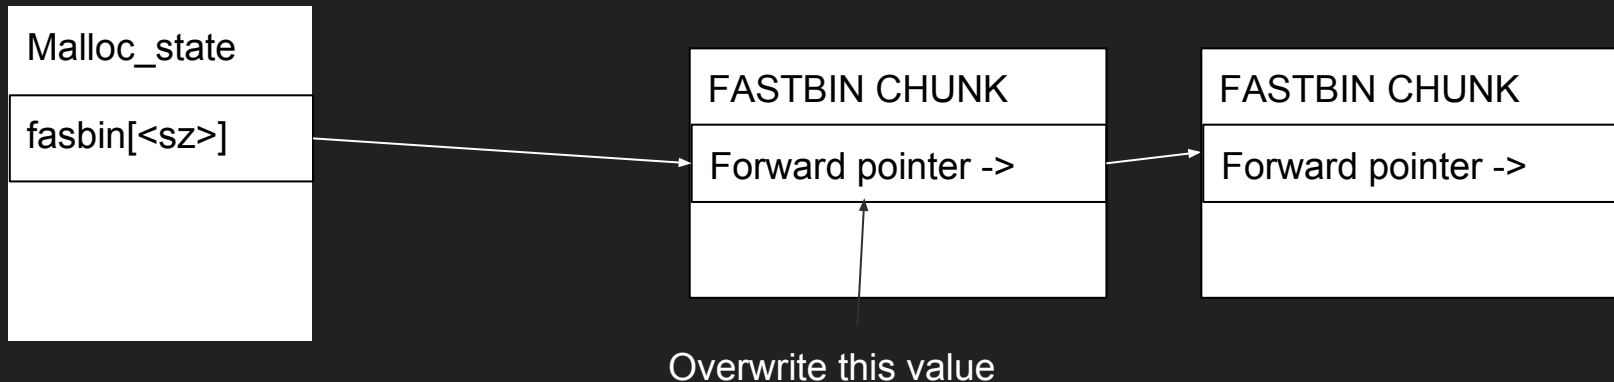 Malloc_state
fasbin[<sz>]
FASTBIN CHUNK
Forward pointer ->
FASTBIN CHUNK
Forward pointer ->
Overwrite this value